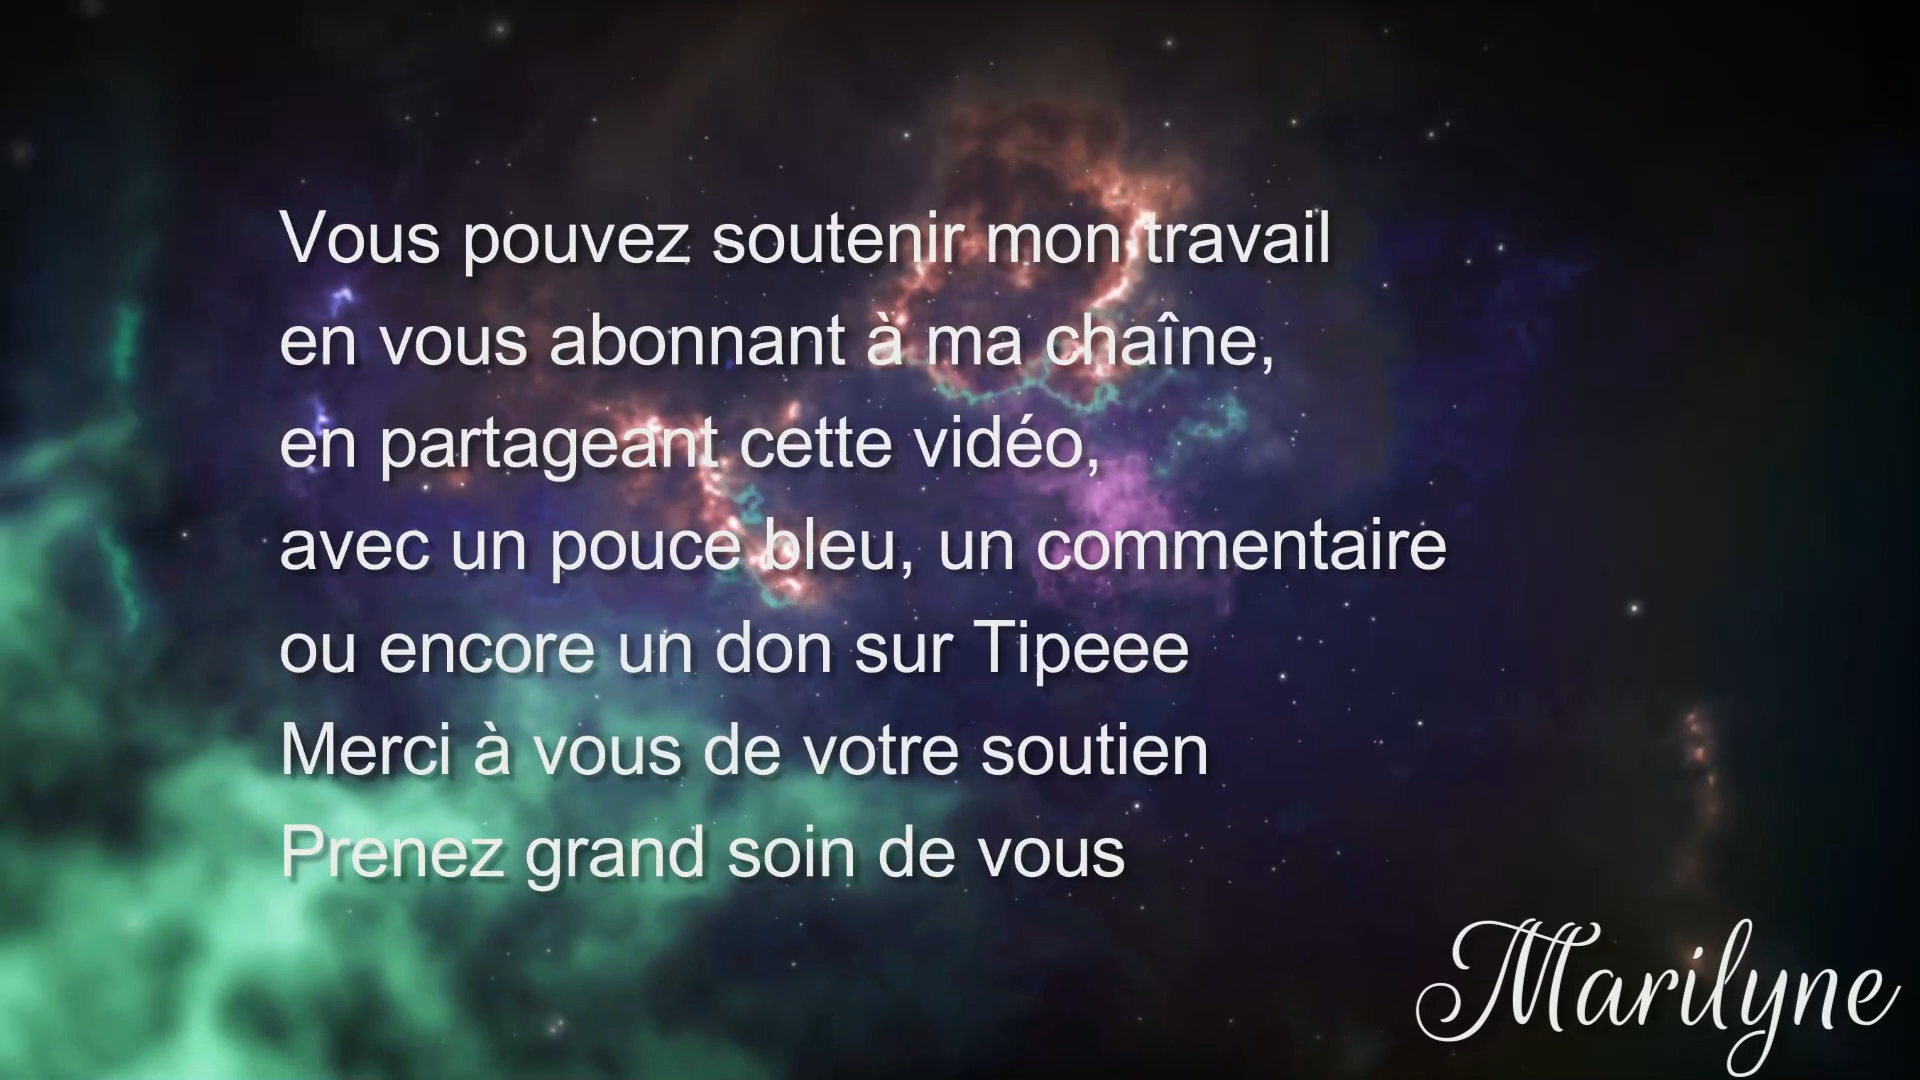 Vous pouvez soutenir mon travail
en vous abonnant à ma chaîne,
en partageant cette vidéo,
avec un pouce bleu, un commentaire
ou encore un don sur Tipeee
Merci à vous de votre soutien
Prenez grand soin de vous
Marilyne